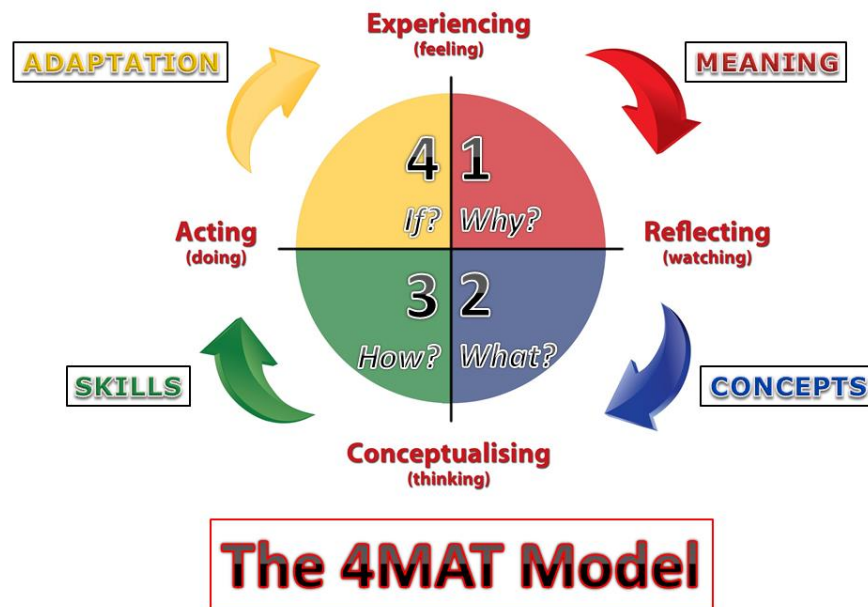 Experiencing
(feeling)
ADAPTATION
MEANING
4 1
If? Why?
Acting
(doing)
Reflecting
(watching)
3 2
How? What?
SKILLS
CONCEPTS
Conceptualising
(thinking)
The 4MAT Model